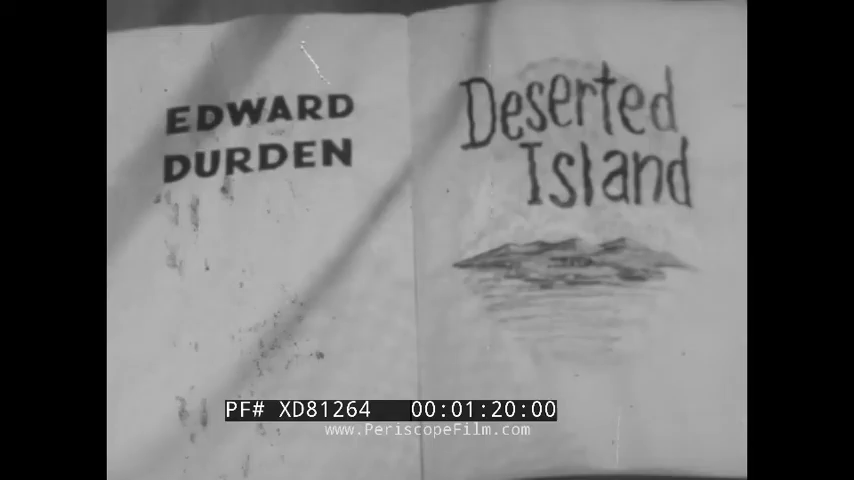 EDWARD
DURDEN
Deserted
Island
PF# XD81264 00:01:20:00
www.PeriscopeFilm.com